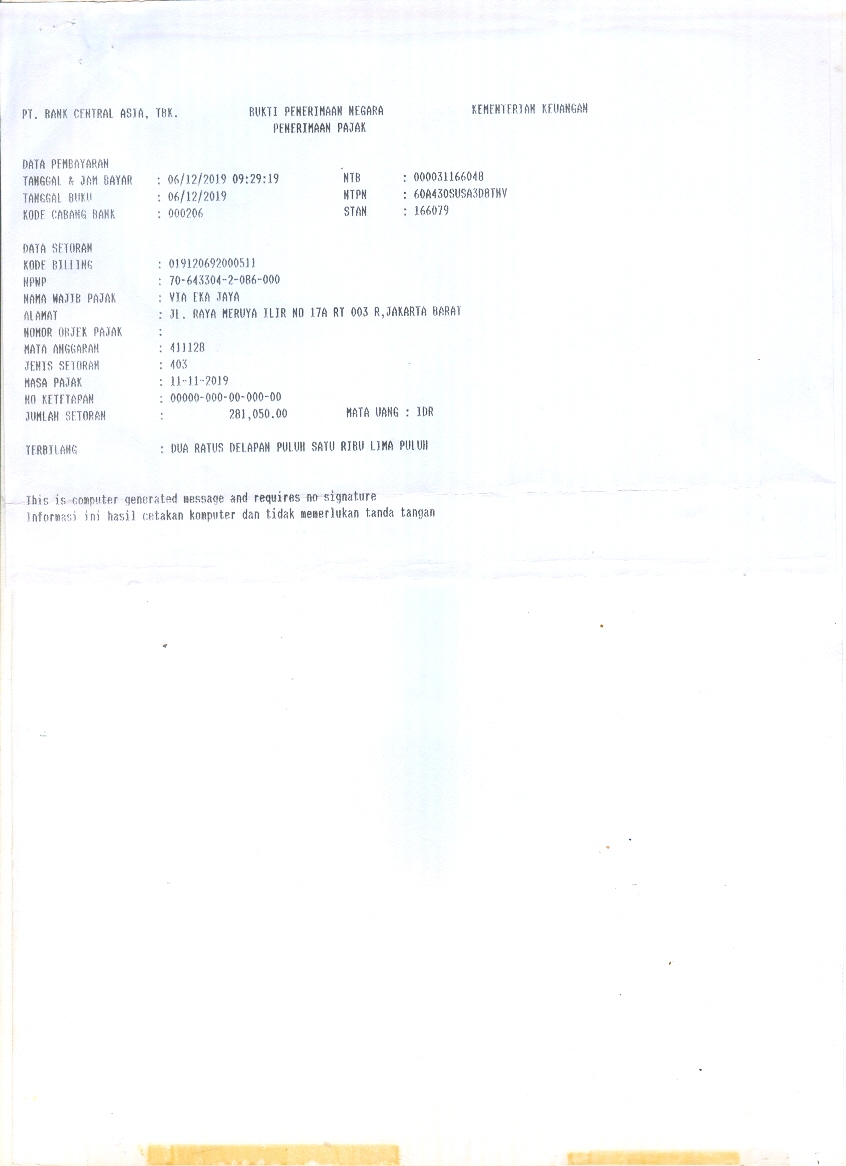 PT. BANK CENTRAL ASIA, TBK. BUKTI PENERIMAAN NEGARA KEMENTERIAN KEUANGAN
PENERIMAAN PAJAK
DATA PEMBAYARAN
TANGGAL & JAM BAYAR : 06/12/2019 09:29:19 NTB : 000031166048
TANGGAL BUKU : 06/12/2019 NTPN : 60A430SUSA3D8TNV
KODE CABANG BANK : 000206 STAN : 166079
DATA SETORAN
KODE BILLING : 019120692000511
NPWP : 70-643304-2-086-000
NAMA WAJIB PAJAK : VIA EKA JAYA
ALAMAT : JL. RAYA MERUYA ILIR NO 17A RT 003 R,JAKARTA BARAT
NOMOR OBJEK PAJAK :
MATA ANGGARAN : 411128
JENIS SETORAN : 403
MASA PAJAK : 11-11-2019
NO KETETAPAN : 00000-000-00-000-00
JUMLAH SETORAN : 281,050.00 MATA UANG : IDR
TERBILANG : DUA RATUS DELAPAN PULUH SATU RIBU LIMA PULUH
This is computer generated message and requires no signature
Informasi ini hasil cetakan komputer dan tidak memerlukan tanda tangan